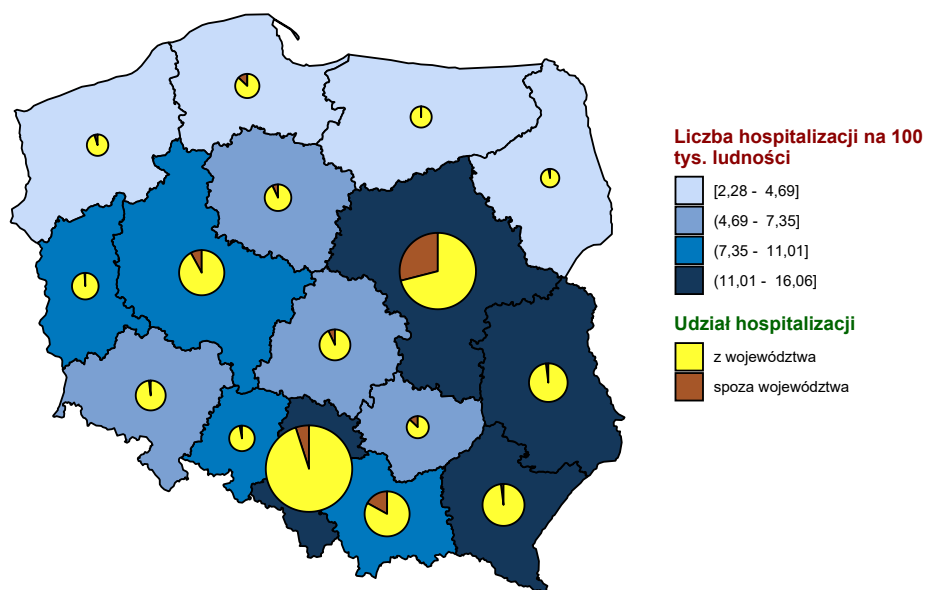 Liczba hospitalizacji na 100
tys. ludności
[2,28 - 4,69]
(4,69 - 7,35]
(7,35 - 11,01]
(11,01 - 16,06]
Udział hospitalizacji
z województwa
spoza województwa